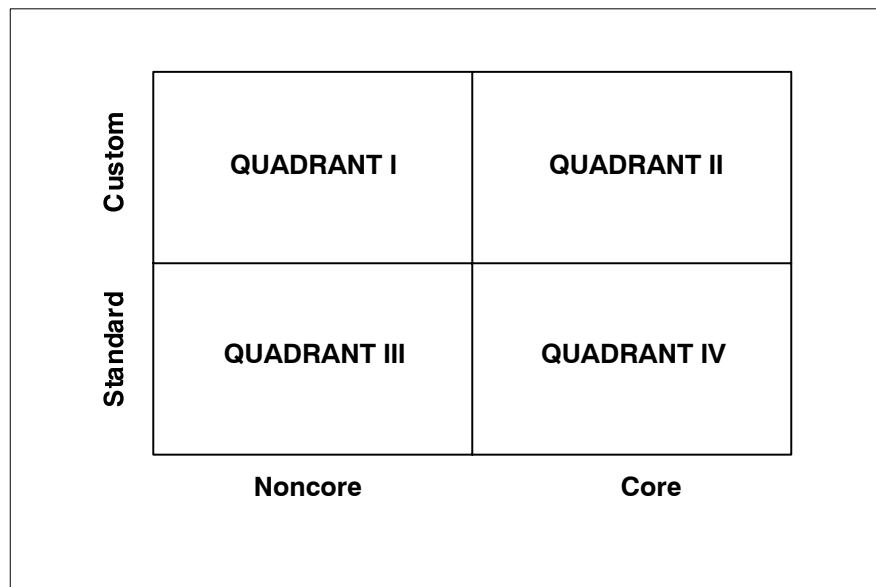 Custom
QUADRANT I
QUADRANT II
Standard
QUADRANT III
QUADRANT IV
Noncore
Core